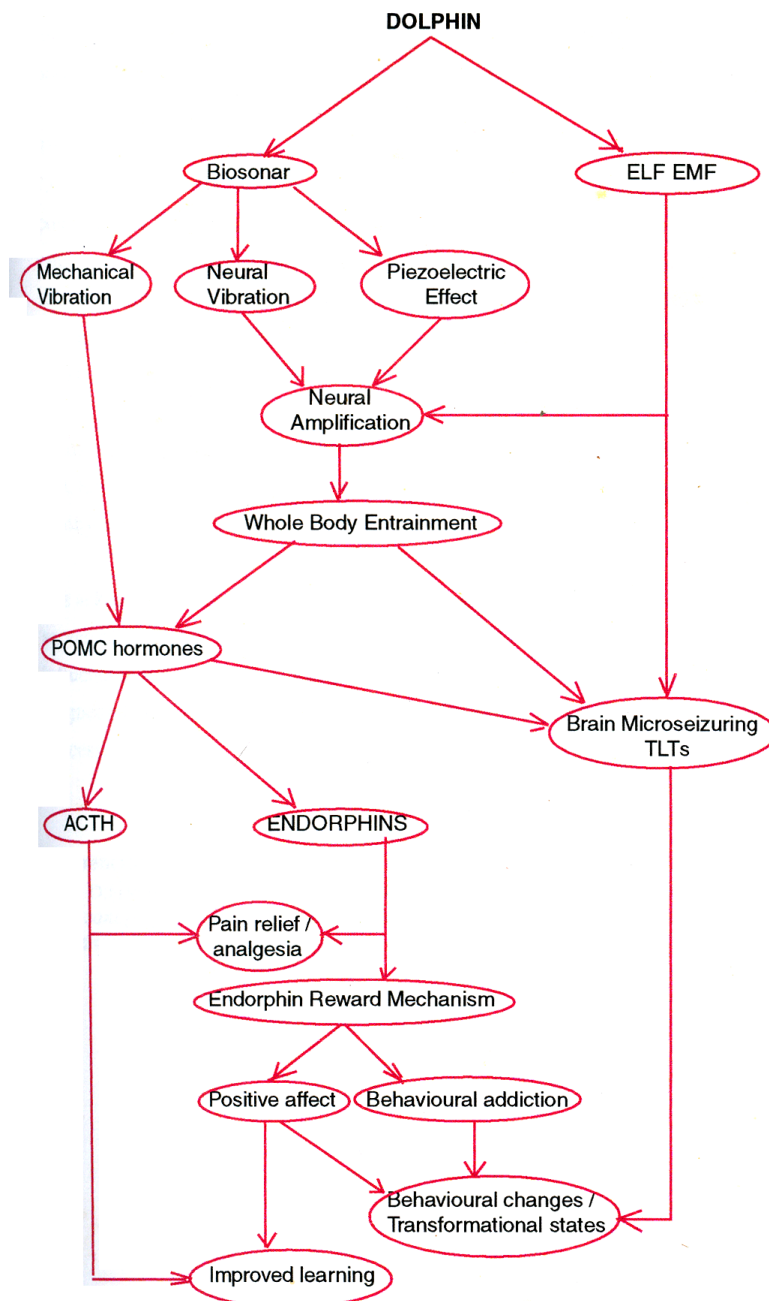 DOLPHIN
Biosonar
ELF EMF
Mechanical
Vibration
Neural
Vibration
Piezoelectric
Effect
Neural
Amplification
Whole Body Entrainment
POMC hormones
Brain Microseizuring
TLTs
ACTH
ENDORPHINS
Pain relief /
analgesia
Endorphin Reward Mechanism
Positive affect
Behavioural addiction
Behavioural changes /
Transformational states
Improved learning